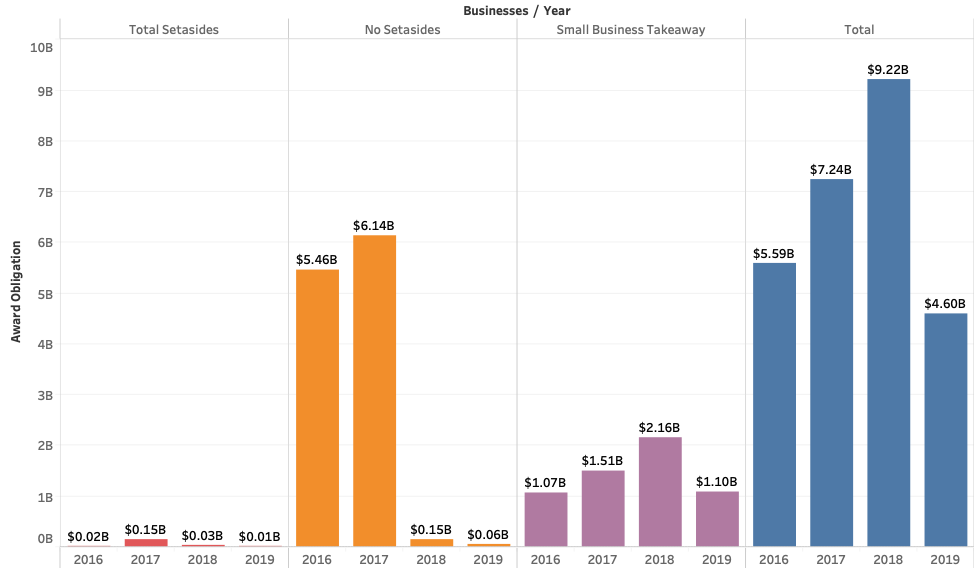 Businesses / Year
Total Setasides No Setasides Small Business Takeaway Total
Award Obligation
10B
9B
8B
7B
6B
5B
4B
3B
2B
1B
0B
$0.02B $0.15B $0.03B $0.01B
$5.46B $6.14B $0.15B $0.06B
$1.07B $1.51B $2.16B $1.10B
$5.59B $7.24B $9.22B $4.60B
2016 2017 2018 2019 2016 2017 2018 2019 2016 2017 2018 2019 2016 2017 2018 2019